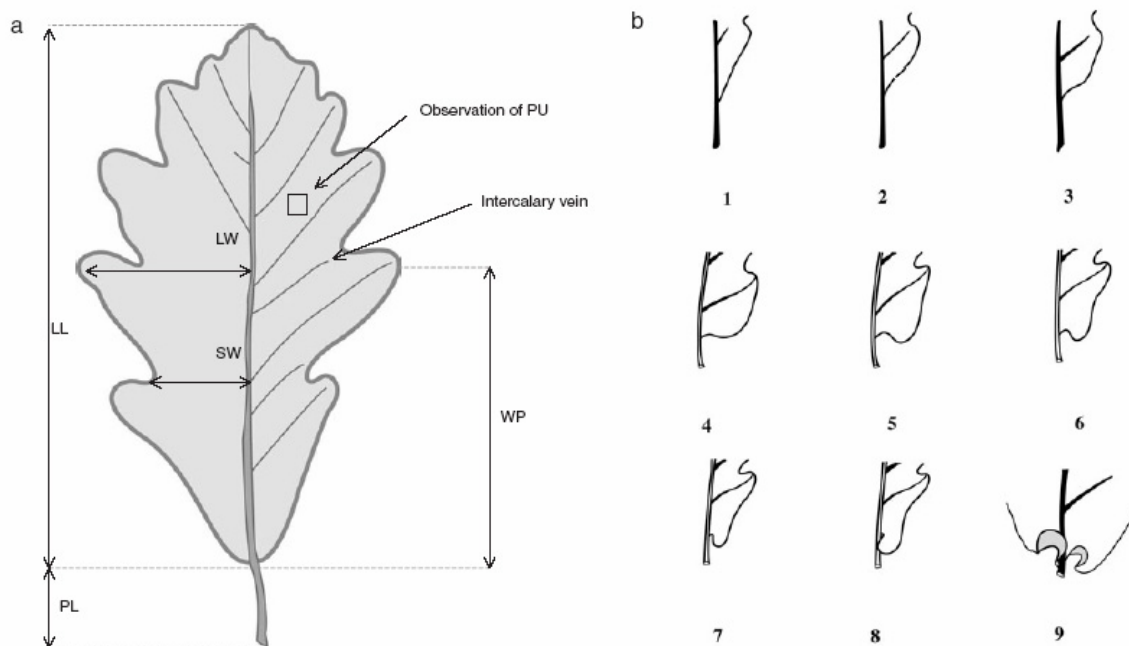 a
Observation of PU
Intercalary vein
LW
LL
SW
WP
PL
b
1 2 3
4 5 6
7 8 9